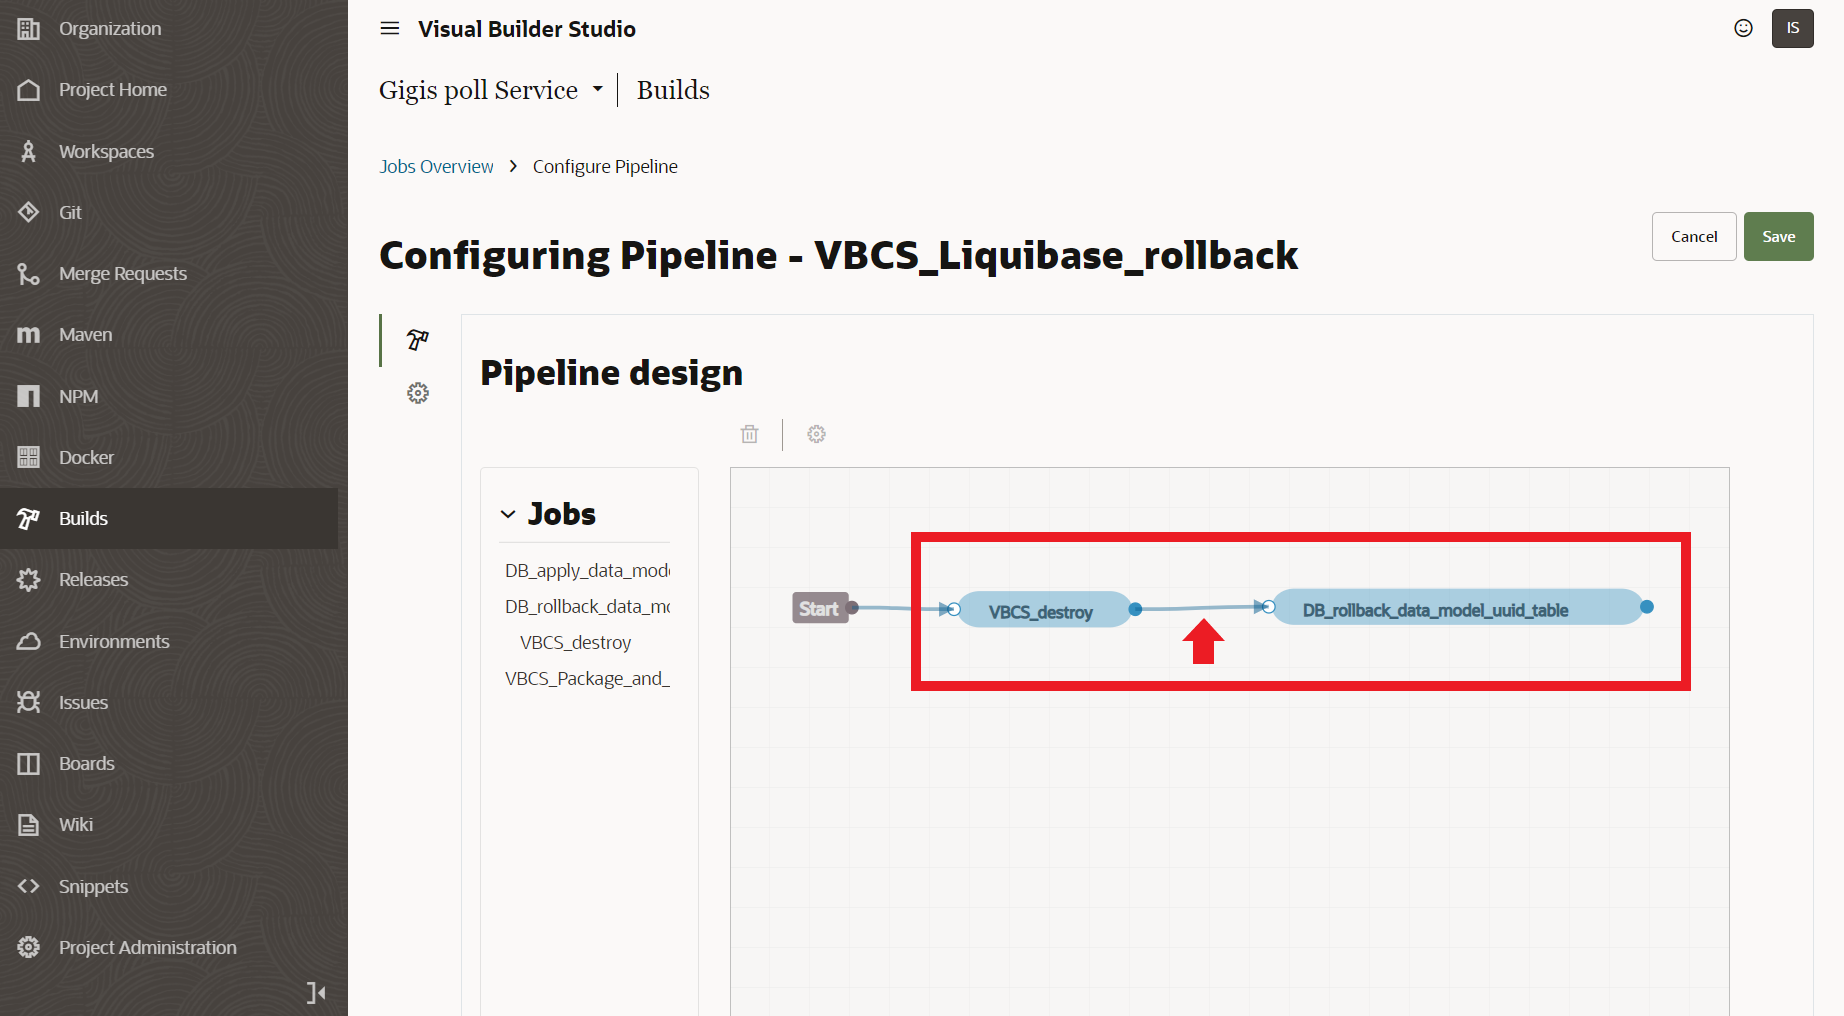 Organization
Project Home
Workspaces
Git
Merge Requests
Maven
NPM
Docker
Builds
Releases
Environments
Issues
Boards
Wiki
Snippets
Project Administration
Visual Builder Studio
IS
Gigis poll Service
Builds
Jobs Overview
Configure Pipeline
Configuring Pipeline - VBCS_Liquibase_rollback
Cancel
Save
Pipeline design
Jobs
DB_apply_data_mod
DB_rollback_data_m
VBCS_destroy
VBCS_Package_and_
Start
VBCS_destroy
DB_rollback_data_model_uuid_table